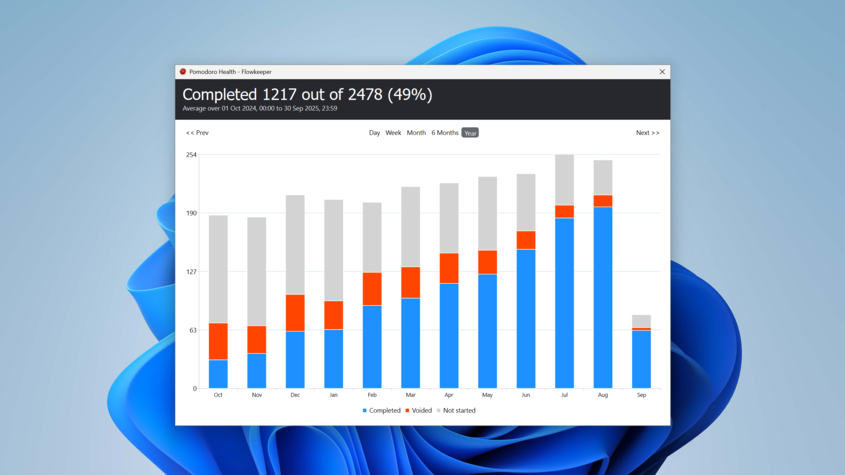 Pomodoro Health - Flowkeeper
Completed 1217 out of 2478 (49%)
Average over 01 Oct 2024, 00:00 to 30 Sep 2025, 23:59
<< Prev Day Week Month 6 Months Year Next >>
254
190
127
63
0
Oct Nov Dec Jan Feb Mar Apr May Jun Jul Aug Sep
Completed Voided Not started